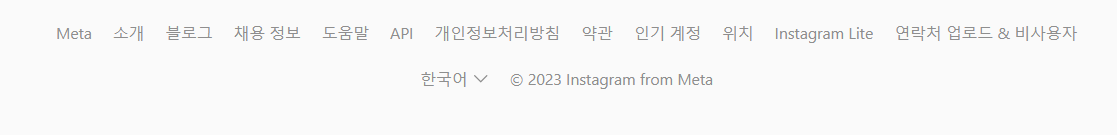 Meta 소개 블로그 채용 정보 도움말 API 개인정보처리방침 약관 인기 계정 위치 Instagram Lite 연락처 업로드 & 비사용자
한국어 © 2023 Instagram from Meta